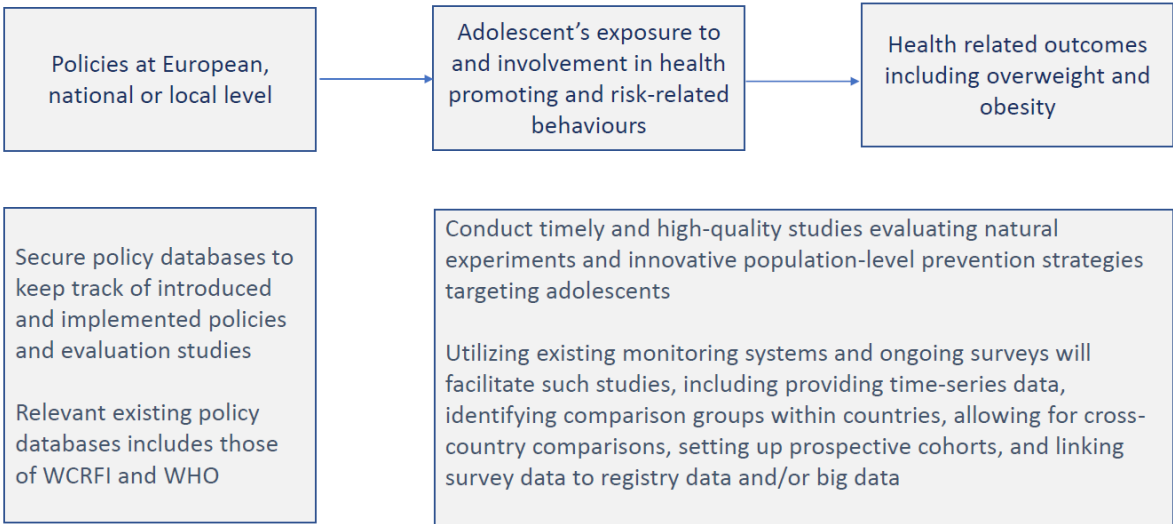 Policies at European,
national or local level
Adolescent’s exposure to
and involvement in health
promoting and risk-related
behaviours
Health related outcomes
including overweight and
obesity
Secure policy databases to
keep track of introduced
and implemented policies
and evaluation studies
Relevant existing policy
databases includes those
of WCRFI and WHO
Conduct timely and high-quality studies evaluating natural
experiments and innovative population-level prevention strategies
targeting adolescents
Utilizing existing monitoring systems and ongoing surveys will
facilitate such studies, including providing time-series data,
identifying comparison groups within countries, allowing for cross-
country comparisons, setting up prospective cohorts, and linking
survey data to registry data and/or big data